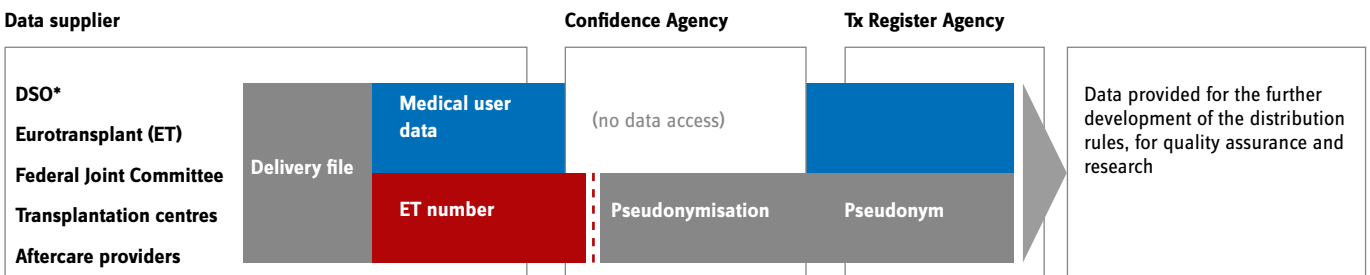 Data supplier
Confidence Agency
Tx Register Agency
DSO*
Eurotransplant (ET)
Federal Joint Committee
Transplantation centres
Aftercare providers
Delivery file
Medical user
data
ET number
(no data access)
Pseudonymisation
Pseudonym
Data provided for the further
development of the distribution
rules, for quality assurance and
research